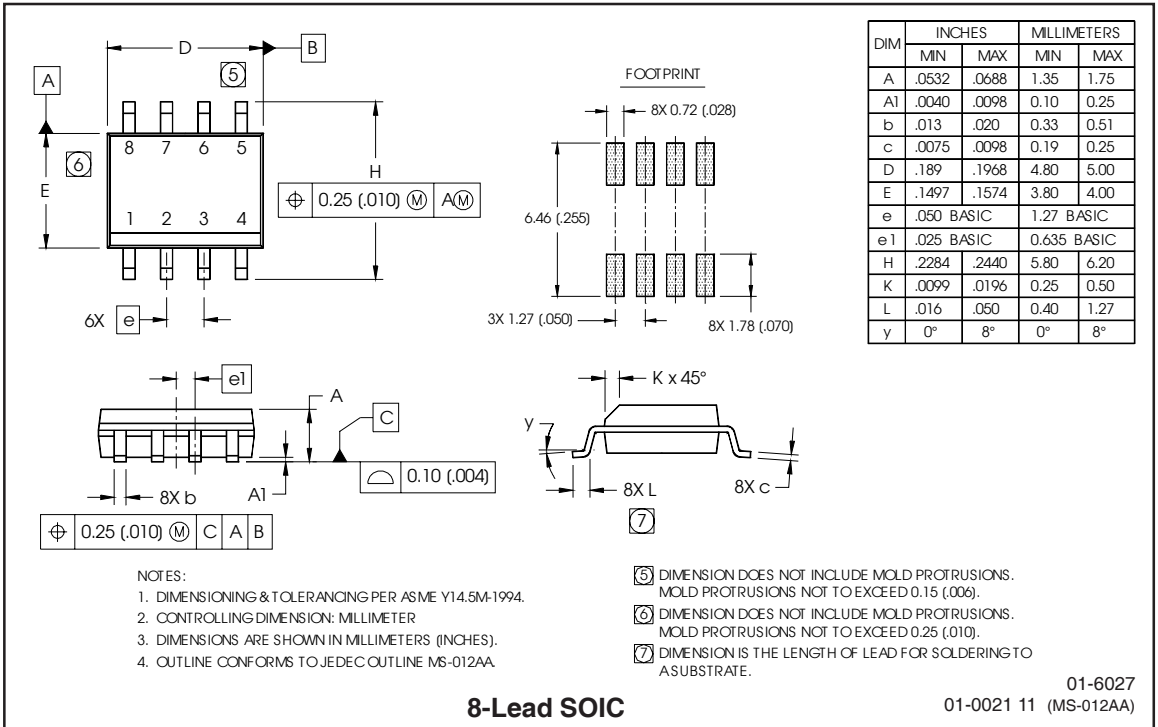 D
B
5
A
8 7 6 5
6
E
H
⌖ 0.25 (.010) Ⓜ AⓂ
1 2 3 4
6X e
FOOTPRINT
8X 0.72 (.028)
6.46 (.255)
3X 1.27 (.050)
8X 1.78 (.070)
DIM INCHES MILLIMETERS
MIN MAX MIN MAX
A .0532 .0688 1.35 1.75
A1 .0040 .0098 0.10 0.25
b .013 .020 0.33 0.51
c .0075 .0098 0.19 0.25
D .189 .1968 4.80 5.00
E .1497 .1574 3.80 4.00
e .050 BASIC 1.27 BASIC
e1 .025 BASIC 0.635 BASIC
H .2284 .2440 5.80 6.20
K .0099 .0196 0.25 0.50
L .016 .050 0.40 1.27
y 0° 8° 0° 8°
e1
A
C
⌓ 0.10 (.004)
8X b
A1
⌖ 0.25 (.010) Ⓜ C A B
K x 45°
y
8X L
8X c
7
NOTES:
1. DIMENSIONING & TOLERANCING PER ASME Y14.5M-1994.
2. CONTROLLING DIMENSION: MILLIMETER
3. DIMENSIONS ARE SHOWN IN MILLIMETERS (INCHES).
4. OUTLINE CONFORMS TO JEDEC OUTLINE MS-012AA.
5 DIMENSION DOES NOT INCLUDE MOLD PROTRUSIONS.
MOLD PROTRUSIONS NOT TO EXCEED 0.15 (.006).
6 DIMENSION DOES NOT INCLUDE MOLD PROTRUSIONS.
MOLD PROTRUSIONS NOT TO EXCEED 0.25 (.010).
7 DIMENSION IS THE LENGTH OF LEAD FOR SOLDERING TO
A SUBSTRATE.
8-Lead SOIC
01-6027
01-0021 11 (MS-012AA)